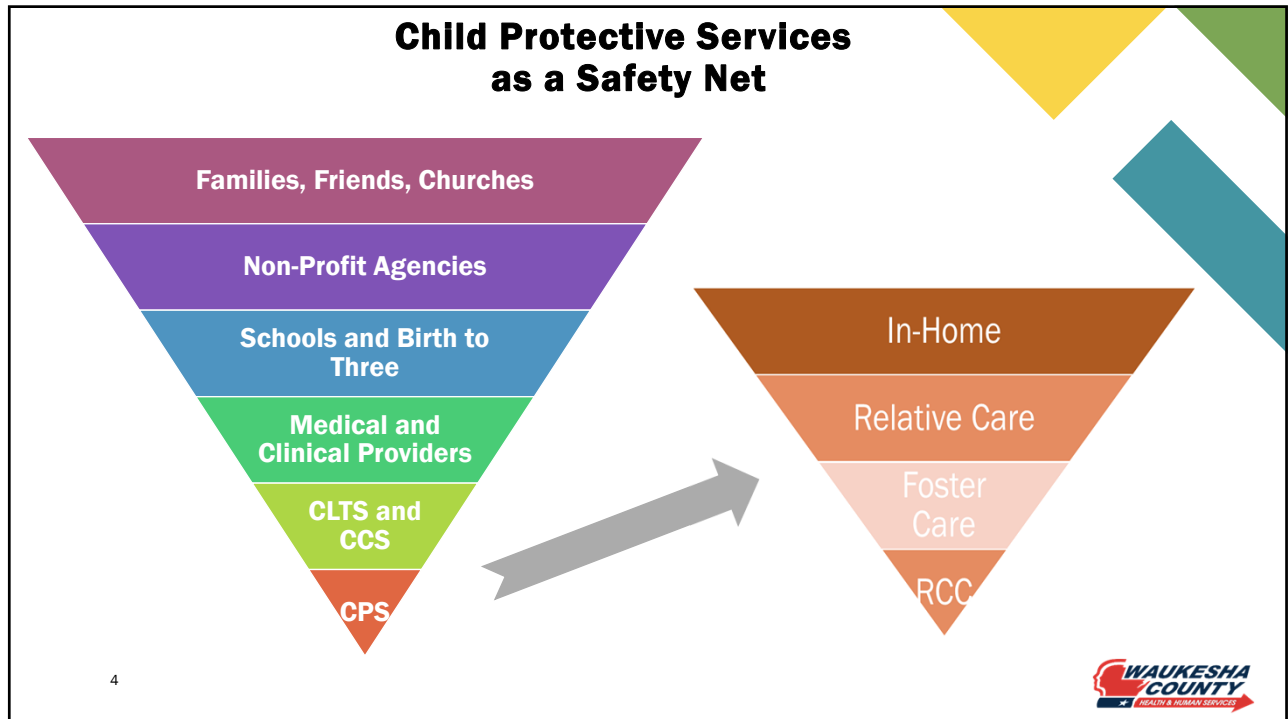 Child Protective Services
as a Safety Net
Families, Friends, Churches
Non-Profit Agencies
Schools and Birth to
Three
Medical and
Clinical Providers
CLTS and
CCS
CPS
In-Home
Relative Care
Foster
Care
RCC
4
WAUKESHA
COUNTY
HEALTH & HUMAN SERVICES